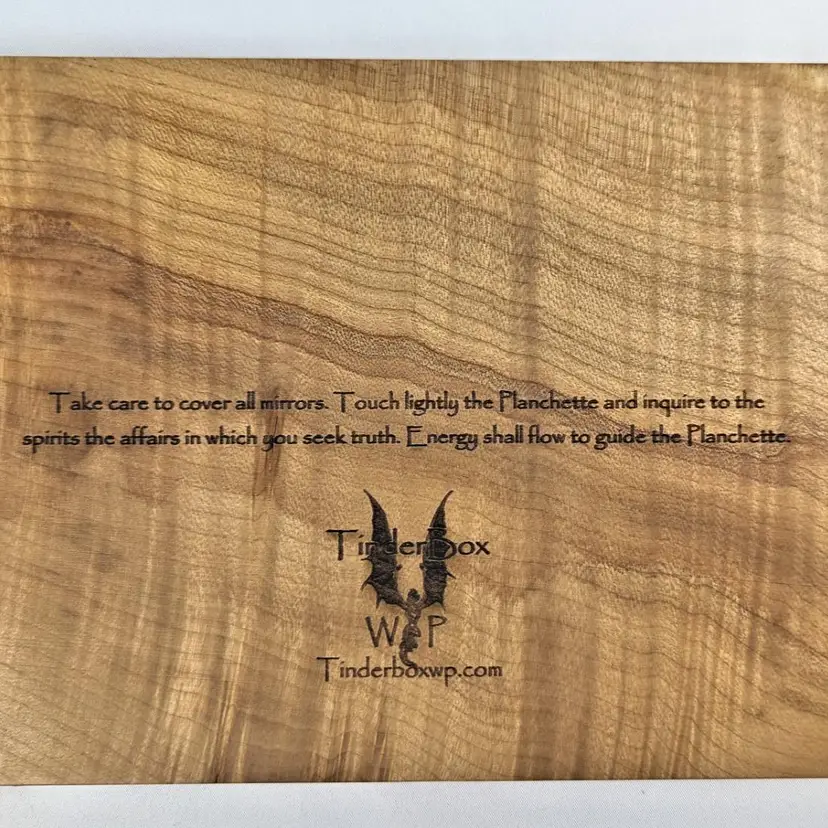 Take care to cover all mirrors. Touch lightly the Planchette and inquire to the
spirits the affairs in which you seek truth. Energy shall flow to guide the Planchette.
TinderBox
W P
Tinderboxwp.com